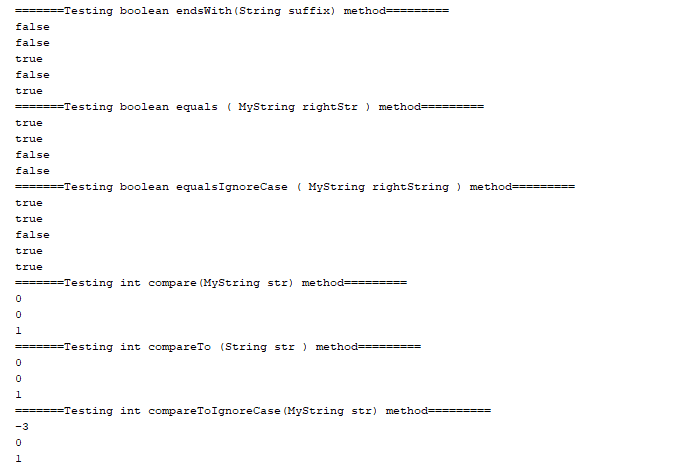 =======Testing boolean endsWith(String suffix) method=========
false
false
true
false
true
=======Testing boolean equals ( MyString rightStr ) method=========
true
true
false
false
=======Testing boolean equalsIgnoreCase ( MyString rightString ) method=========
true
true
false
true
true
=======Testing int compare(MyString str) method=========
0
0
1
=======Testing int compareTo (String str ) method=========
0
0
1
=======Testing int compareToIgnoreCase(MyString str) method=========
-3
0
1